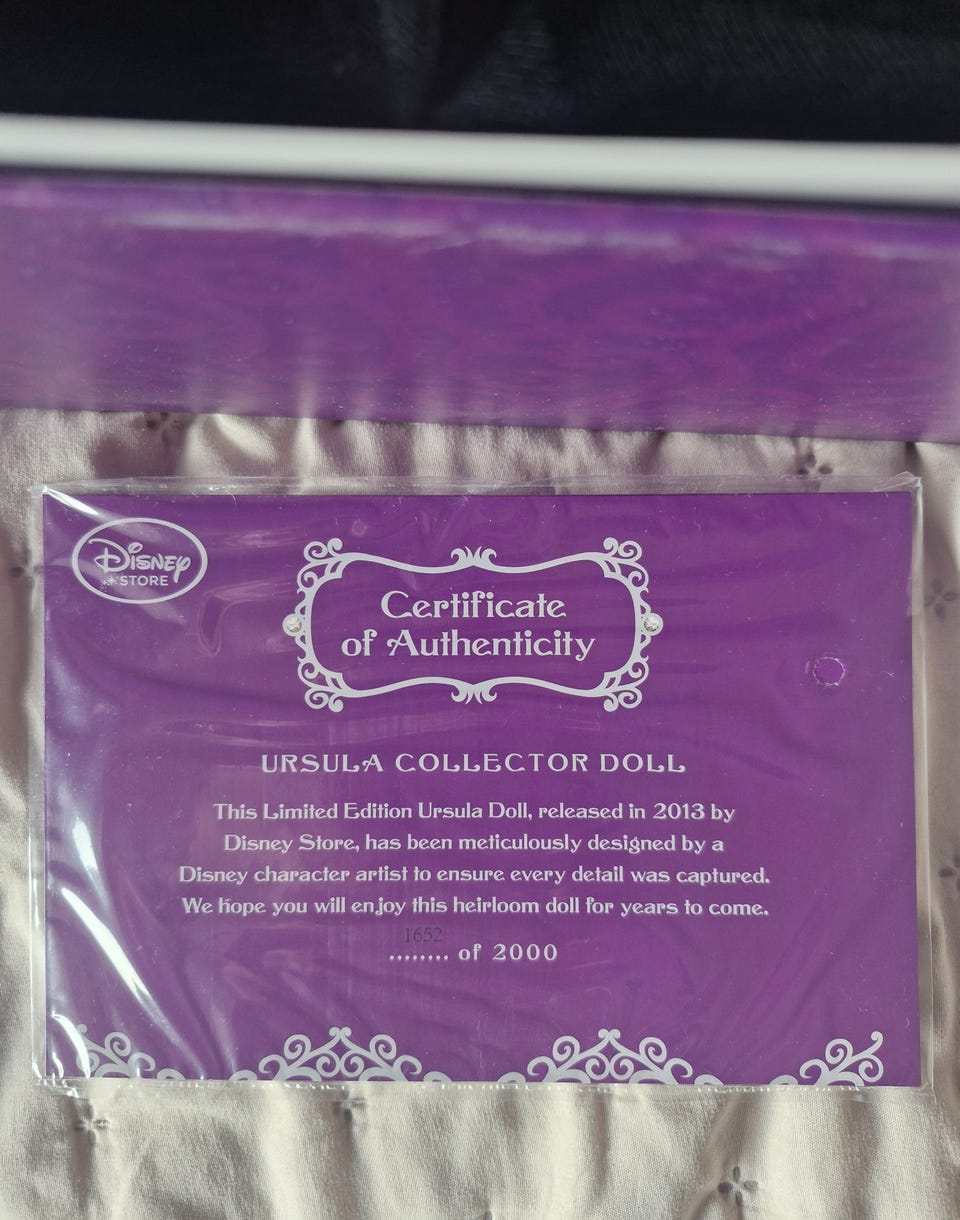 Disney
STORE
Certificate
of Authenticity
URSULA COLLECTOR DOLL
This Limited Edition Ursula Doll, released in 2013 by
Disney Store, has been meticulously designed by a
Disney character artist to ensure every detail was captured.
We hope you will enjoy this heirloom doll for years to come.
1652
........ of 2000